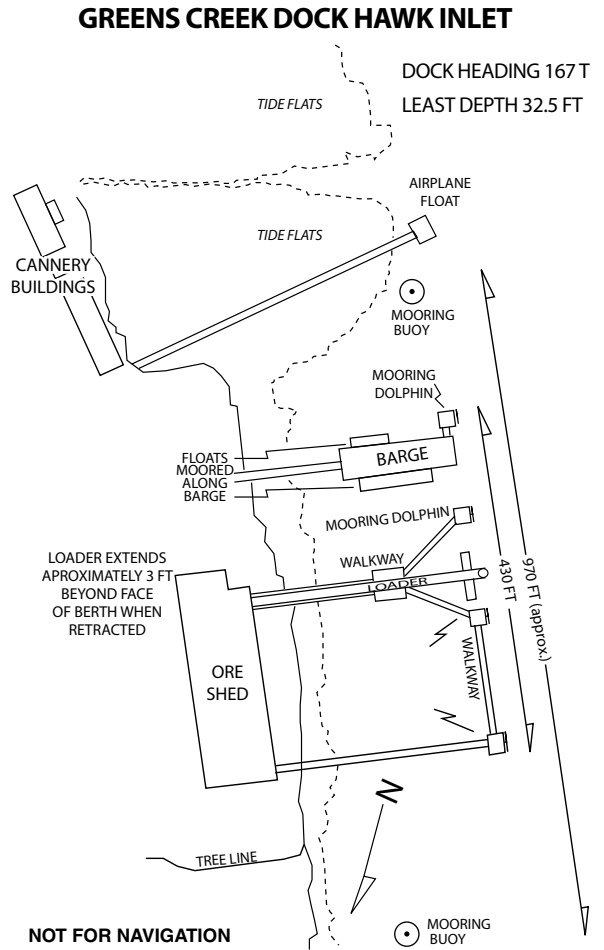 GREENS CREEK DOCK HAWK INLET
DOCK HEADING 167 T
LEAST DEPTH 32.5 FT
TIDE FLATS
AIRPLANE
FLOAT
TIDE FLATS
CANNERY
BUILDINGS
MOORING
BUOY
MOORING
DOLPHIN
FLOATS
MOORED
ALONG
BARGE
BARGE
MOORING DOLPHIN
LOADER EXTENDS
APROXIMATELY 3 FT
BEYOND FACE
OF BERTH WHEN
RETRACTED
WALKWAY
LOADER
430 FT
970 FT (approx.)
ORE
SHED
WALKWAY
N
TREE LINE
NOT FOR NAVIGATION
MOORING
BUOY